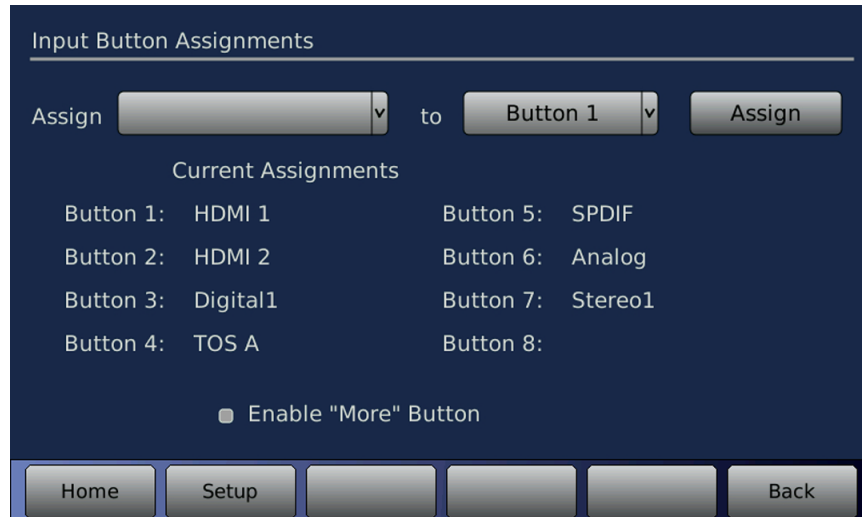 Input Button Assignments
Assign to Button 1 Assign
Current Assignments
Button 1: HDMI 1 Button 5: SPDIF
Button 2: HDMI 2 Button 6: Analog
Button 3: Digital1 Button 7: Stereo1
Button 4: TOS A Button 8:
Enable "More" Button
Home Setup Back